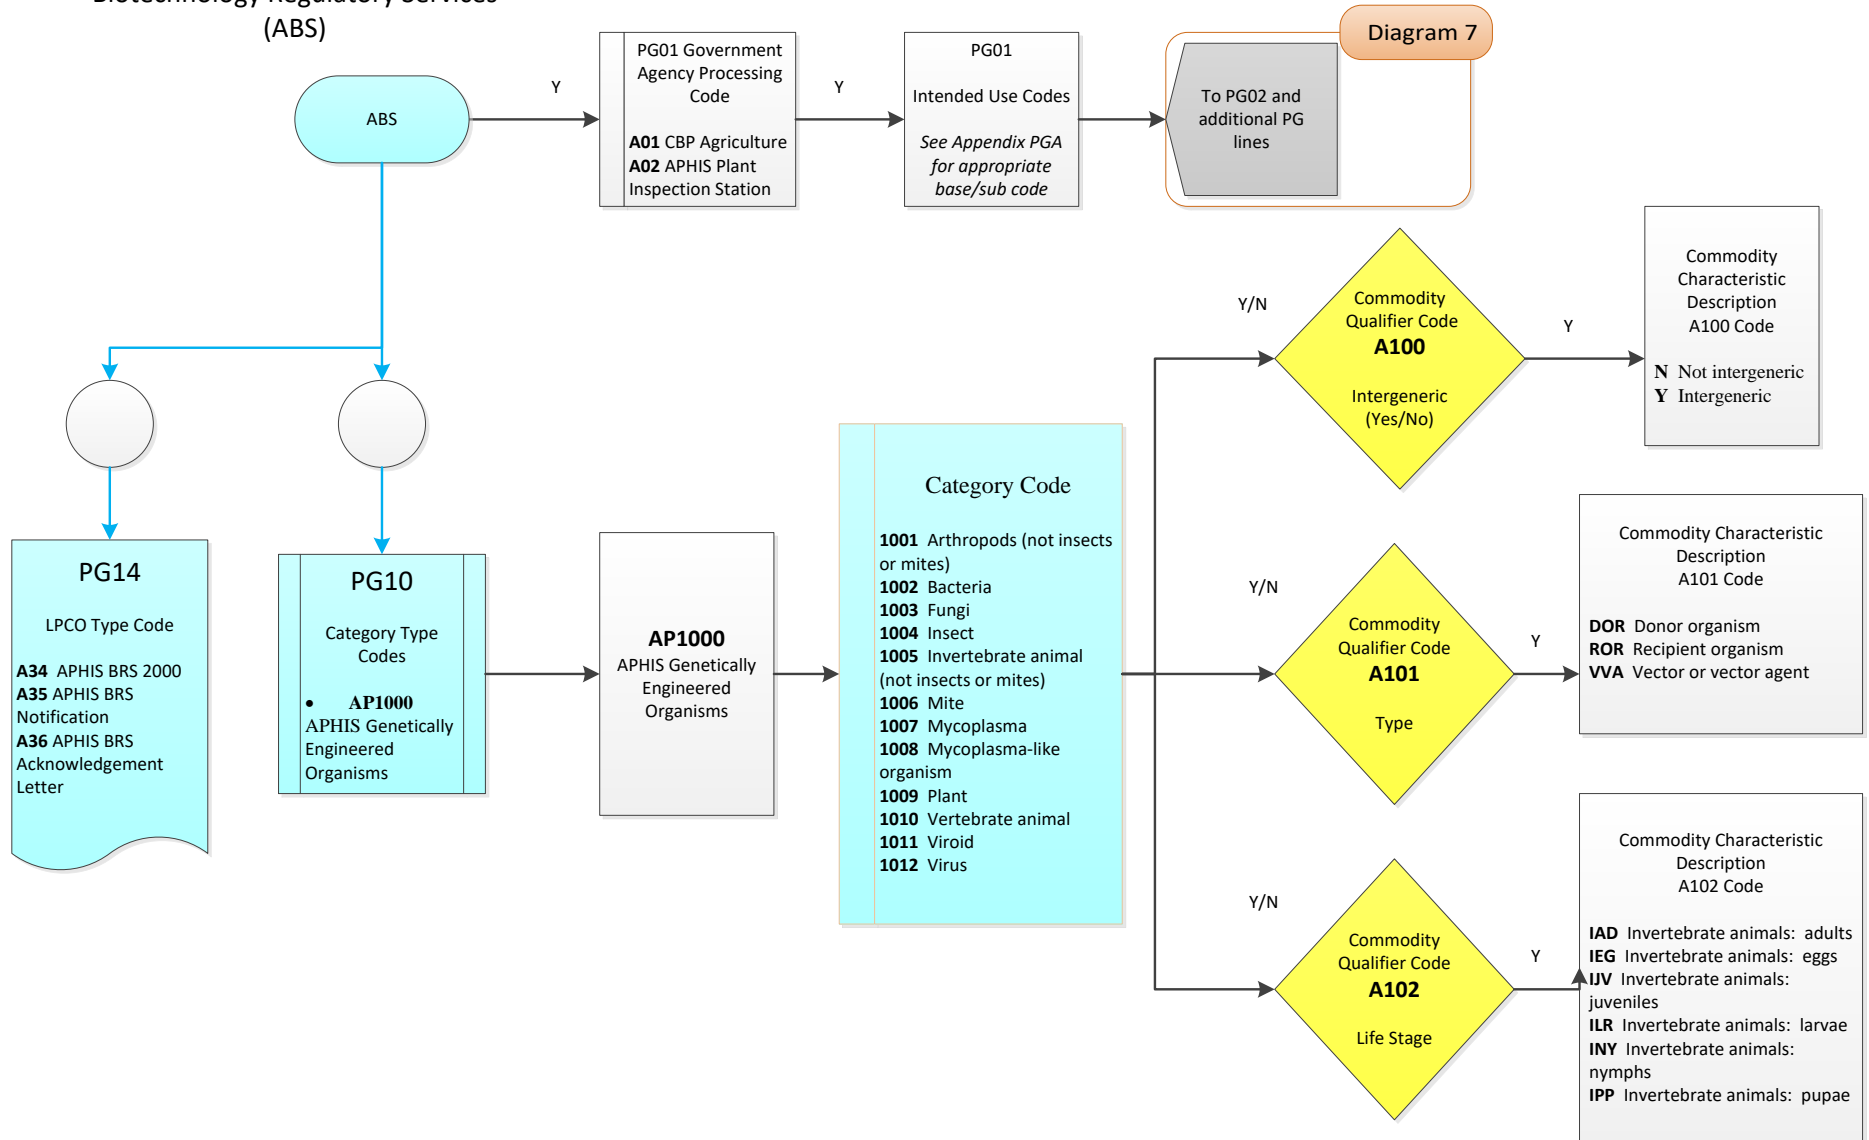 Biotechnology Regulatory Services
(ABS)
Diagram 7
ABS
Y
PG01 Government
Agency Processing
Code
A01 CBP Agriculture
A02 APHIS Plant
Inspection Station
Y
PG01
Intended Use Codes
See Appendix PGA
for appropriate
base/sub code
To PG02 and
additional PG
lines
PG14
LPCO Type Code
A34 APHIS BRS 2000
A35 APHIS BRS
Notification
A36 APHIS BRS
Acknowledgement
Letter
PG10
Category Type
Codes
• AP1000
APHIS Genetically
Engineered
Organisms
AP1000
APHIS Genetically
Engineered
Organisms
Category Code
1001 Arthropods (not insects
or mites)
1002 Bacteria
1003 Fungi
1004 Insect
1005 Invertebrate animal
(not insects or mites)
1006 Mite
1007 Mycoplasma
1008 Mycoplasma-like
organism
1009 Plant
1010 Vertebrate animal
1011 Viroid
1012 Virus
Y/N
Commodity
Qualifier Code
A100
Intergeneric
(Yes/No)
Y
Commodity
Characteristic
Description
A100 Code
N Not intergeneric
Y Intergeneric
Y/N
Commodity
Qualifier Code
A101
Type
Y
Commodity Characteristic
Description
A101 Code
DOR Donor organism
ROR Recipient organism
VVA Vector or vector agent
Y/N
Commodity
Qualifier Code
A102
Life Stage
Y
Commodity Characteristic
Description
A102 Code
IAD Invertebrate animals: adults
IEG Invertebrate animals: eggs
IJV Invertebrate animals:
juveniles
ILR Invertebrate animals: larvae
INY Invertebrate animals:
nymphs
IPP Invertebrate animals: pupae